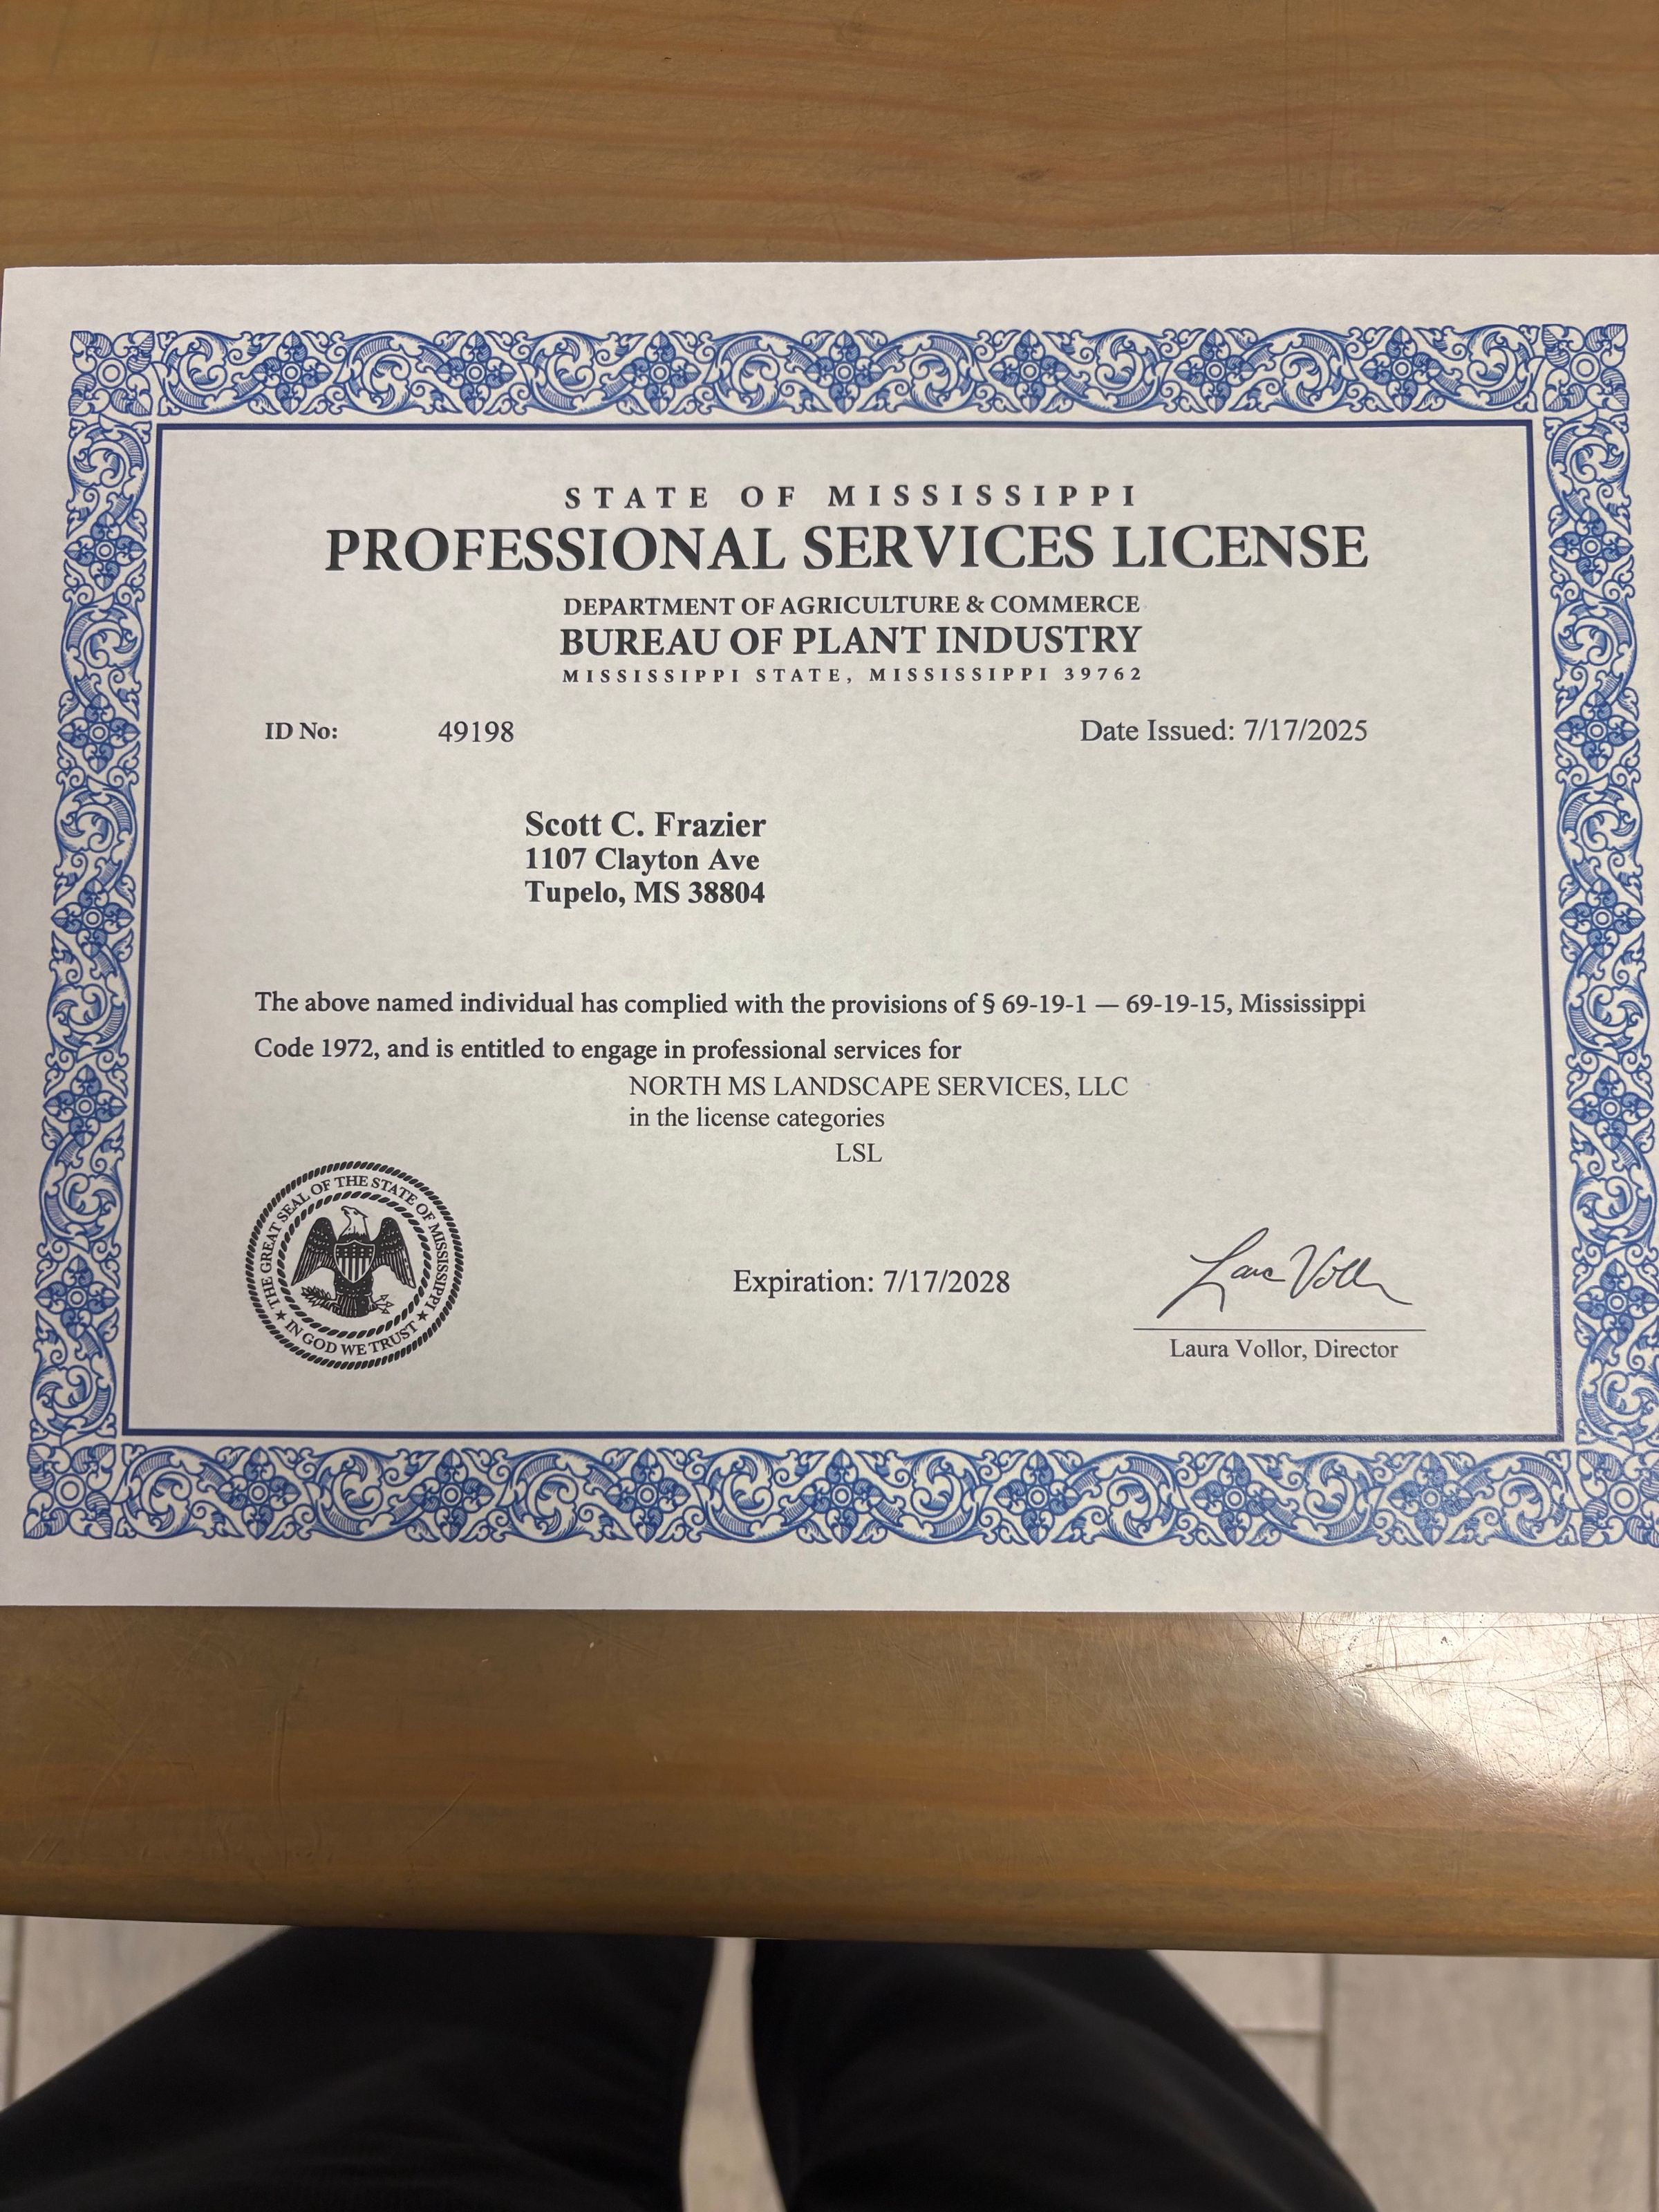 STATE OF MISSISSIPPI
PROFESSIONAL SERVICES LICENSE
DEPARTMENT OF AGRICULTURE & COMMERCE
BUREAU OF PLANT INDUSTRY
MISSISSIPPI STATE, MISSISSIPPI 39762
ID No: 49198 Date Issued: 7/17/2025
Scott C. Frazier
1107 Clayton Ave
Tupelo, MS 38804
The above named individual has complied with the provisions of § 69-19-1 — 69-19-15, Mississippi
Code 1972, and is entitled to engage in professional services for
NORTH MS LANDSCAPE SERVICES, LLC
in the license categories
LSL
THE GREAT SEAL OF THE STATE OF MISSISSIPPI
★ IN GOD WE TRUST ★
Expiration: 7/17/2028
Laura Vollor
Laura Vollor, Director